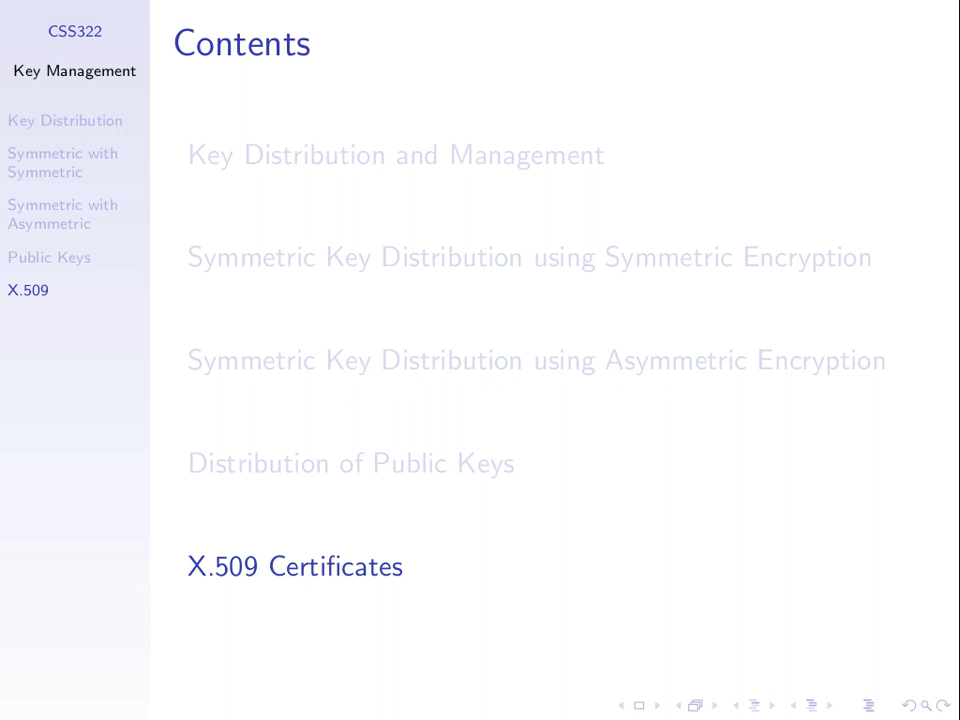 CSS322
Key Management
Key Distribution
Symmetric with
Symmetric
Symmetric with
Asymmetric
Public Keys
X.509
Contents
Key Distribution and Management
Symmetric Key Distribution using Symmetric Encryption
Symmetric Key Distribution using Asymmetric Encryption
Distribution of Public Keys
X.509 Certificates